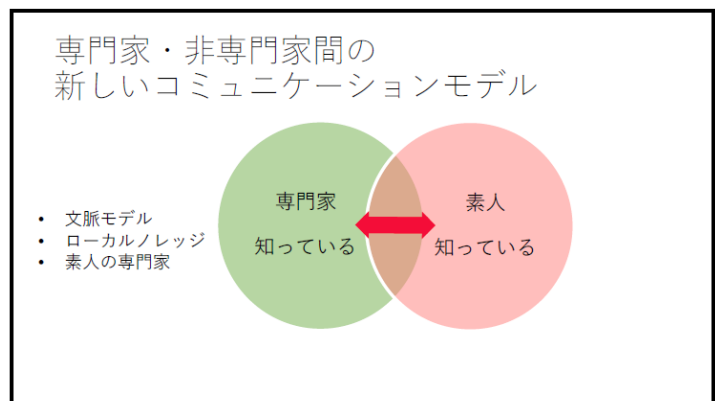 専門家・非専門家間の
新しいコミュニケーションモデル
• 文脈モデル
• ローカルノレッジ
• 素人の専門家
専門家
知っている
素人
知っている